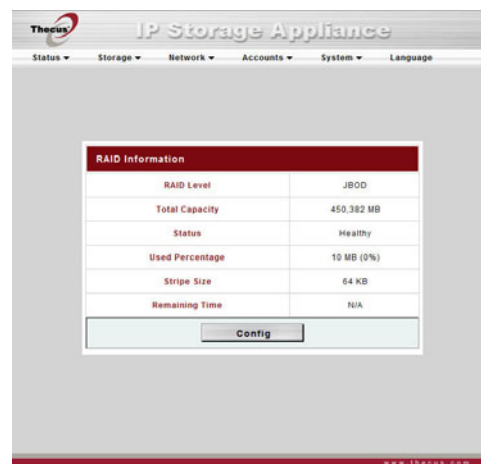 Thecus
IP Storage Appliance
Status Storage Network Accounts System Language
RAID Information
RAID Level JBOD
Total Capacity 450,382 MB
Status Healthy
Used Percentage 10 MB (0%)
Stripe Size 64 KB
Remaining Time N/A
Config
www.thecus.com